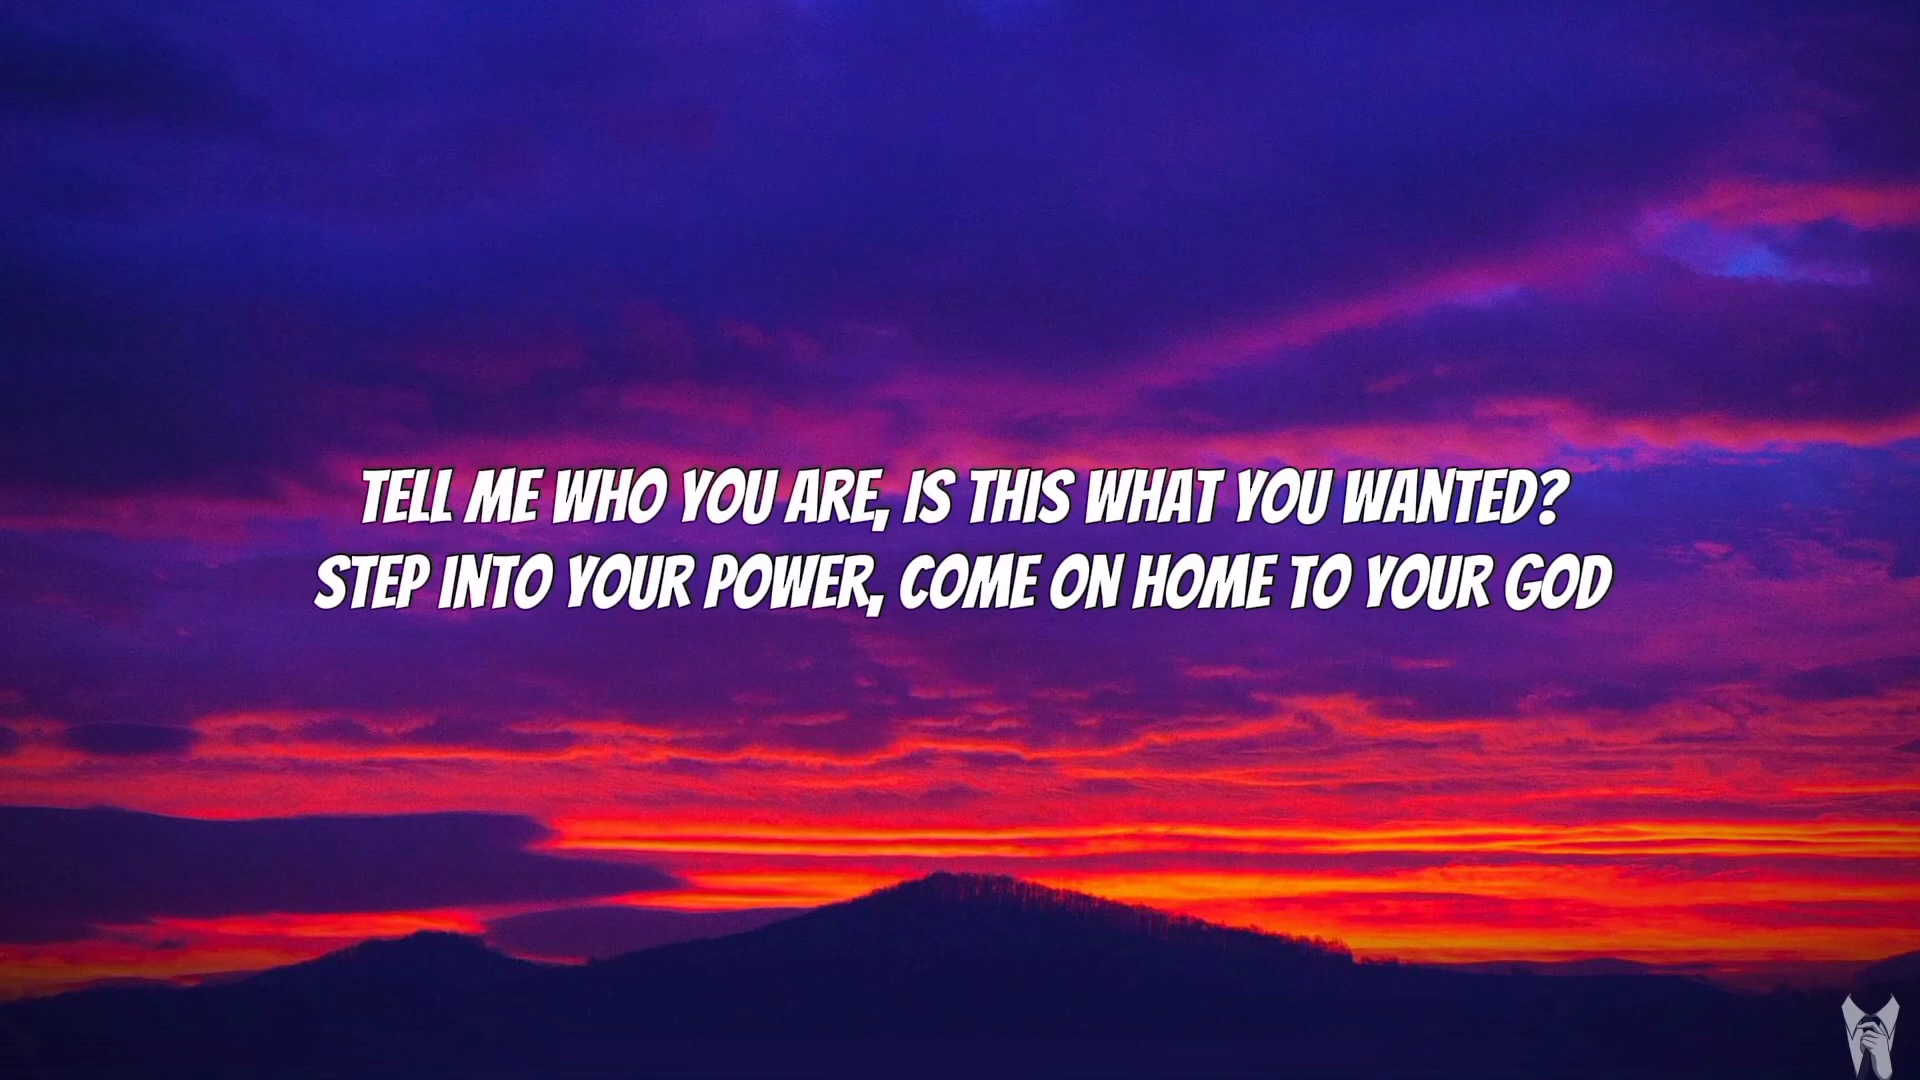 TELL ME WHO YOU ARE, IS THIS WHAT YOU WANTED?
STEP INTO YOUR POWER, COME ON HOME TO YOUR GOD